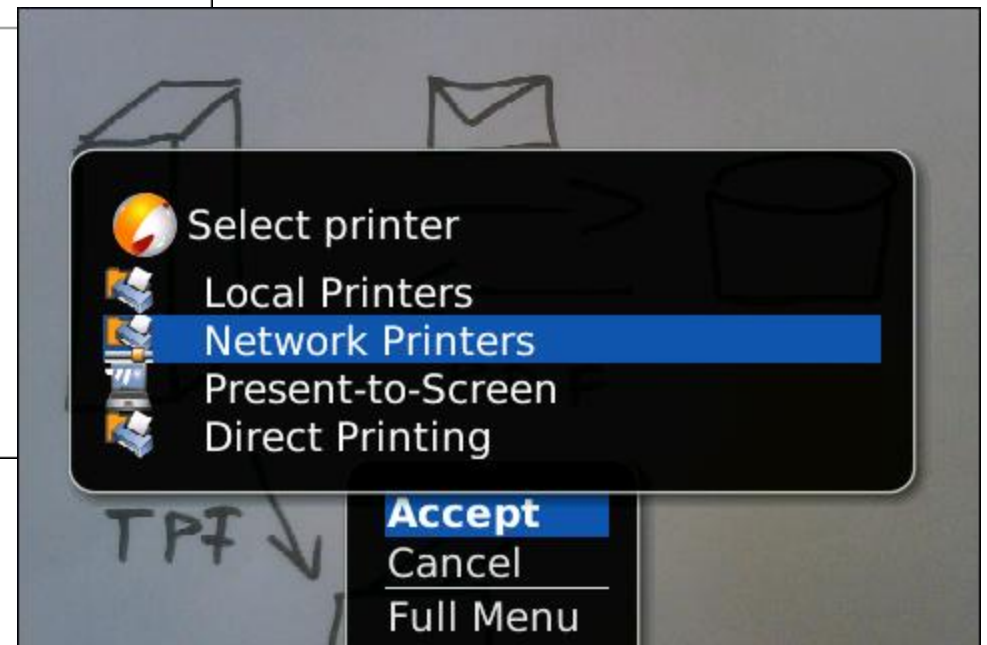 Select printer
Local Printers
Network Printers
Present-to-Screen
Direct Printing
TPF
Accept
Cancel
Full Menu